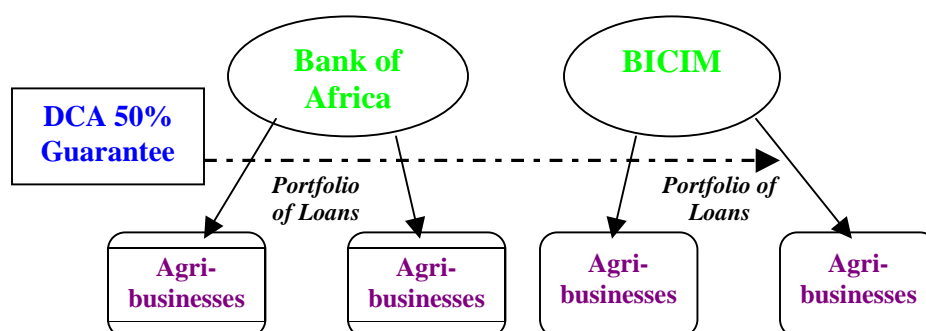 Bank of
Africa
BICIM
DCA 50%
Guarantee
Portfolio
of Loans
Portfolio of
Loans
Agri-
businesses
Agri-
businesses
Agri-
businesses
Agri-
businesses